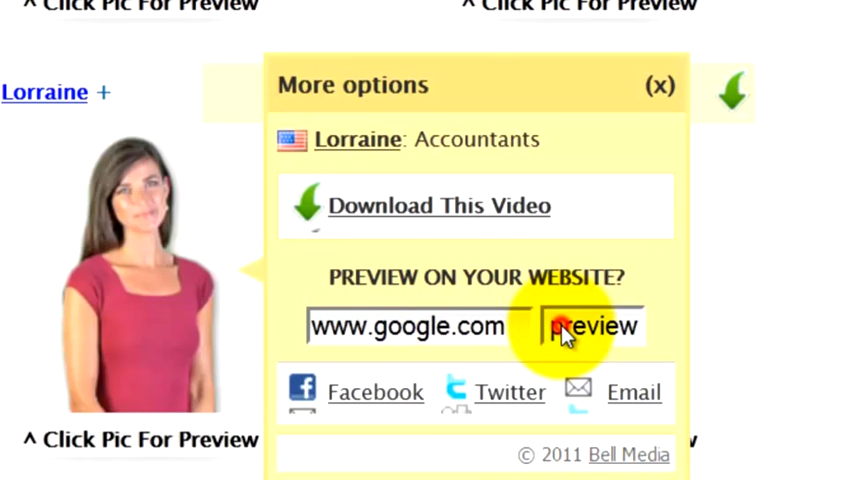 ^ Click Pic For Preview ^ Click Pic For Preview
Lorraine +
More options (x)
Lorraine: Accountants
Download This Video
PREVIEW ON YOUR WEBSITE?
www.google.com preview
Facebook Twitter Email
^ Click Pic For Preview
© 2011 Bell Media